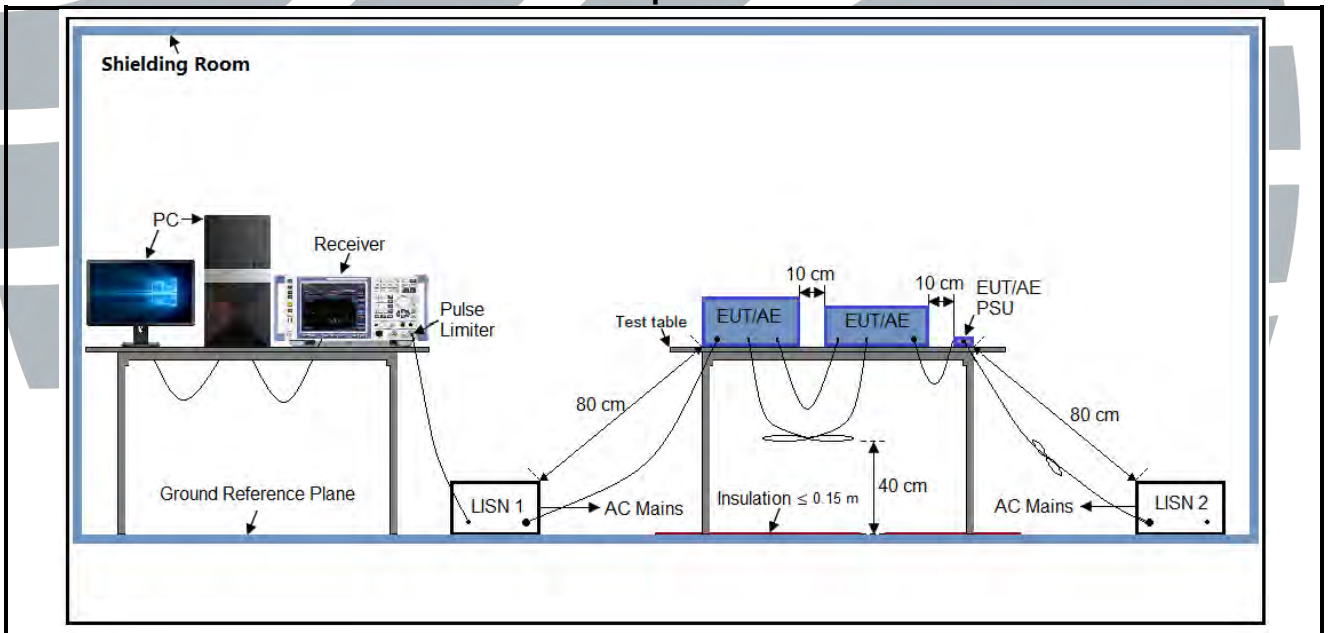 Shielding Room
PC
Receiver
Pulse
Limiter
10 cm
10 cm
EUT/AE
PSU
Test table
EUT/AE
EUT/AE
80 cm
80 cm
Ground Reference Plane
LISN 1
AC Mains
Insulation ≤ 0.15 m
40 cm
AC Mains
LISN 2